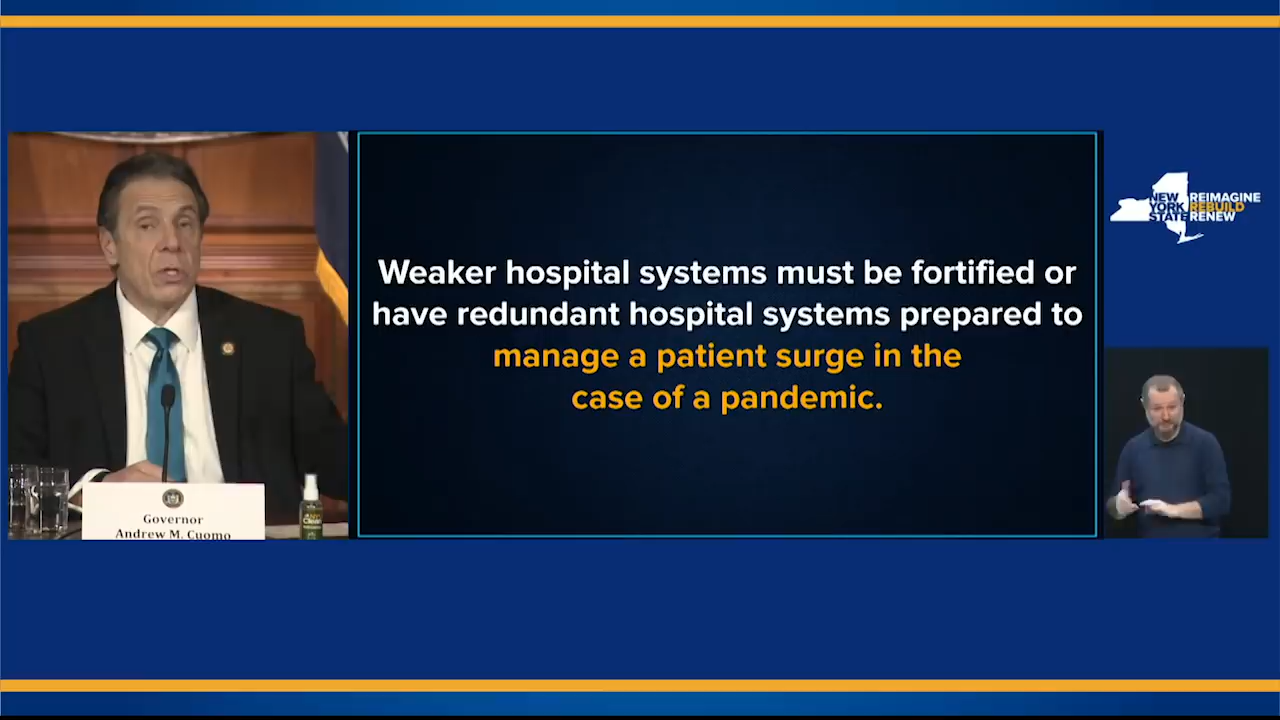 Weaker hospital systems must be fortified or
have redundant hospital systems prepared to
manage a patient surge in the
case of a pandemic.
NEW
YORK
STATE
REIMAGINE
REBUILD
RENEW
Governor
Andrew M. Cuomo